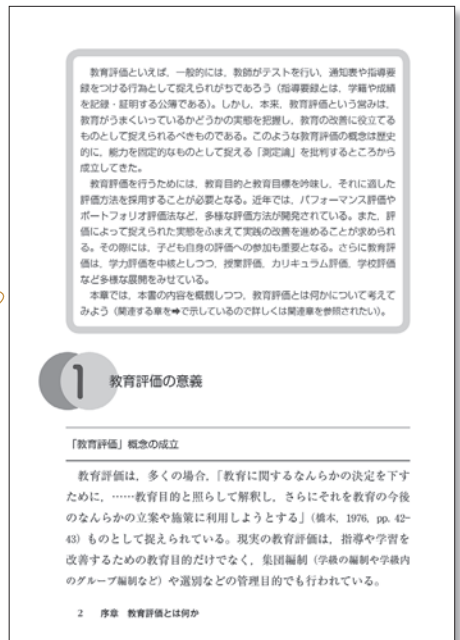 教育評価といえば，一般的には，教師がテストを行い，通知表や指導要
録をつける行為として捉えられがちであろう（指導要録とは，学籍や成績
を記録・証明する公簿である）。しかし，本来，教育評価という営みは，
教育がうまくいっているかどうかの実態を把握し，教育の改善に役立てる
ものとして捉えられるべきものである。このような教育評価の概念は歴史
的に，能力を固定的なものとして捉える「測定論」を批判するところから
成立してきた。
教育評価を行うためには，教育目的と教育目標を吟味し，それに適した
評価方法を採用することが必要となる。近年では，パフォーマンス評価や
ポートフォリオ評価法など，多様な評価方法が開発されている。また，評
価によって捉えられた実態をふまえて実践の改善を進めることが求められ
る。その際には，子ども自身の評価への参加も重要となる。さらに教育評
価は，学力評価を中核としつつ，授業評価，カリキュラム評価，学校評価
など多様な展開をみせている。
本章では，本書の内容を概観しつつ，教育評価とは何かについて考えて
みよう（関連する章を➡で示しているので詳しくは関連章を参照されたい）。
1 教育評価の意義
「教育評価」概念の成立
教育評価は，多くの場合，「教育に関するなんらかの決定を下す
ために，……教育目的と照らして解釈し，さらにそれを教育の今後
のなんらかの立案や施策に利用しようとする」（橋本，1976，pp. 42-
43）ものとして捉えられている。現実の教育評価は，指導や学習を
改善するための教育目的だけでなく，集団編制（学級の編制や学級内
のグループ編制など）や選別などの管理目的でも行われている。
2 序章 教育評価とは何か